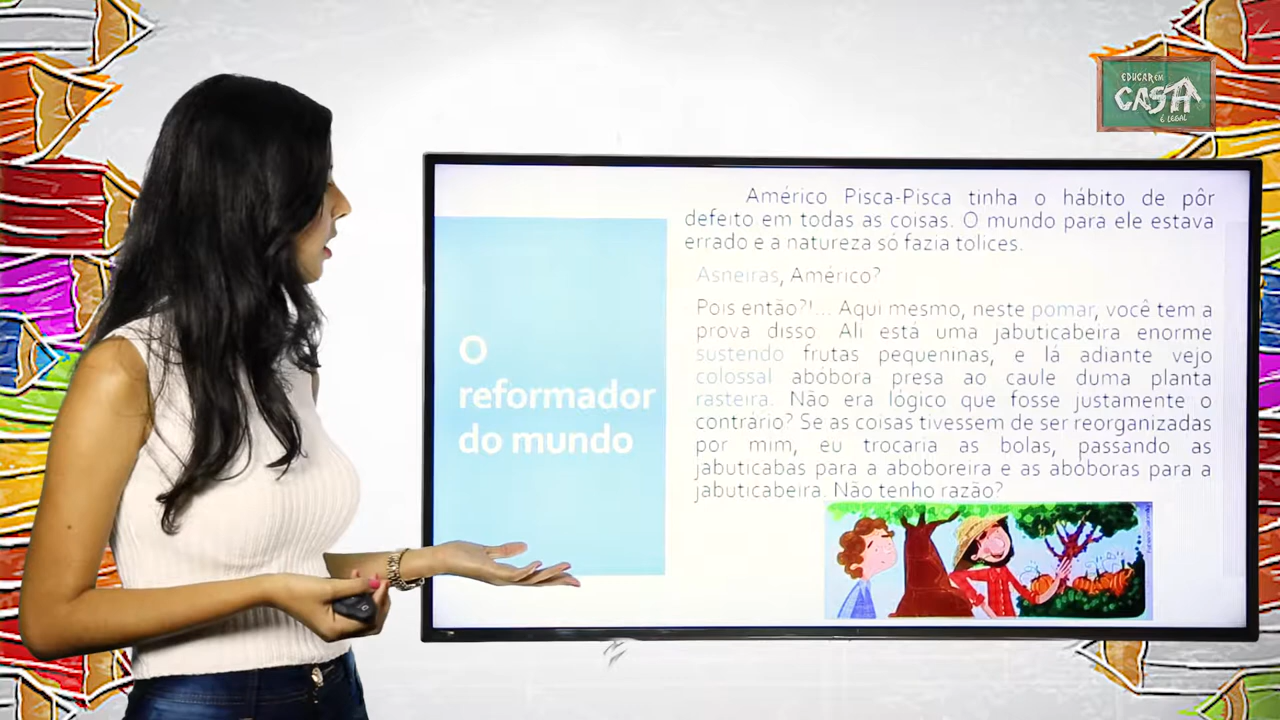 EDUCAR EM
CASA
É LEGAL
Américo Pisca-Pisca tinha o hábito de pôr
defeito em todas as coisas. O mundo para ele estava
errado e a natureza só fazia tolices.
Asneiras, Américo?
Pois então?!... Aqui mesmo, neste pomar, você tem a
prova disso. Ali está uma jabuticabeira enorme
sustendo frutas pequeninas, e lá adiante vejo
colossal abóbora presa ao caule duma planta
rasteira. Não era lógico que fosse justamente o
contrário? Se as coisas tivessem de ser reorganizadas
por mim, eu trocaria as bolas, passando as
jabuticabas para a aboboreira e as abóboras para a
jabuticabeira. Não tenho razão?
O
reformador
do mundo